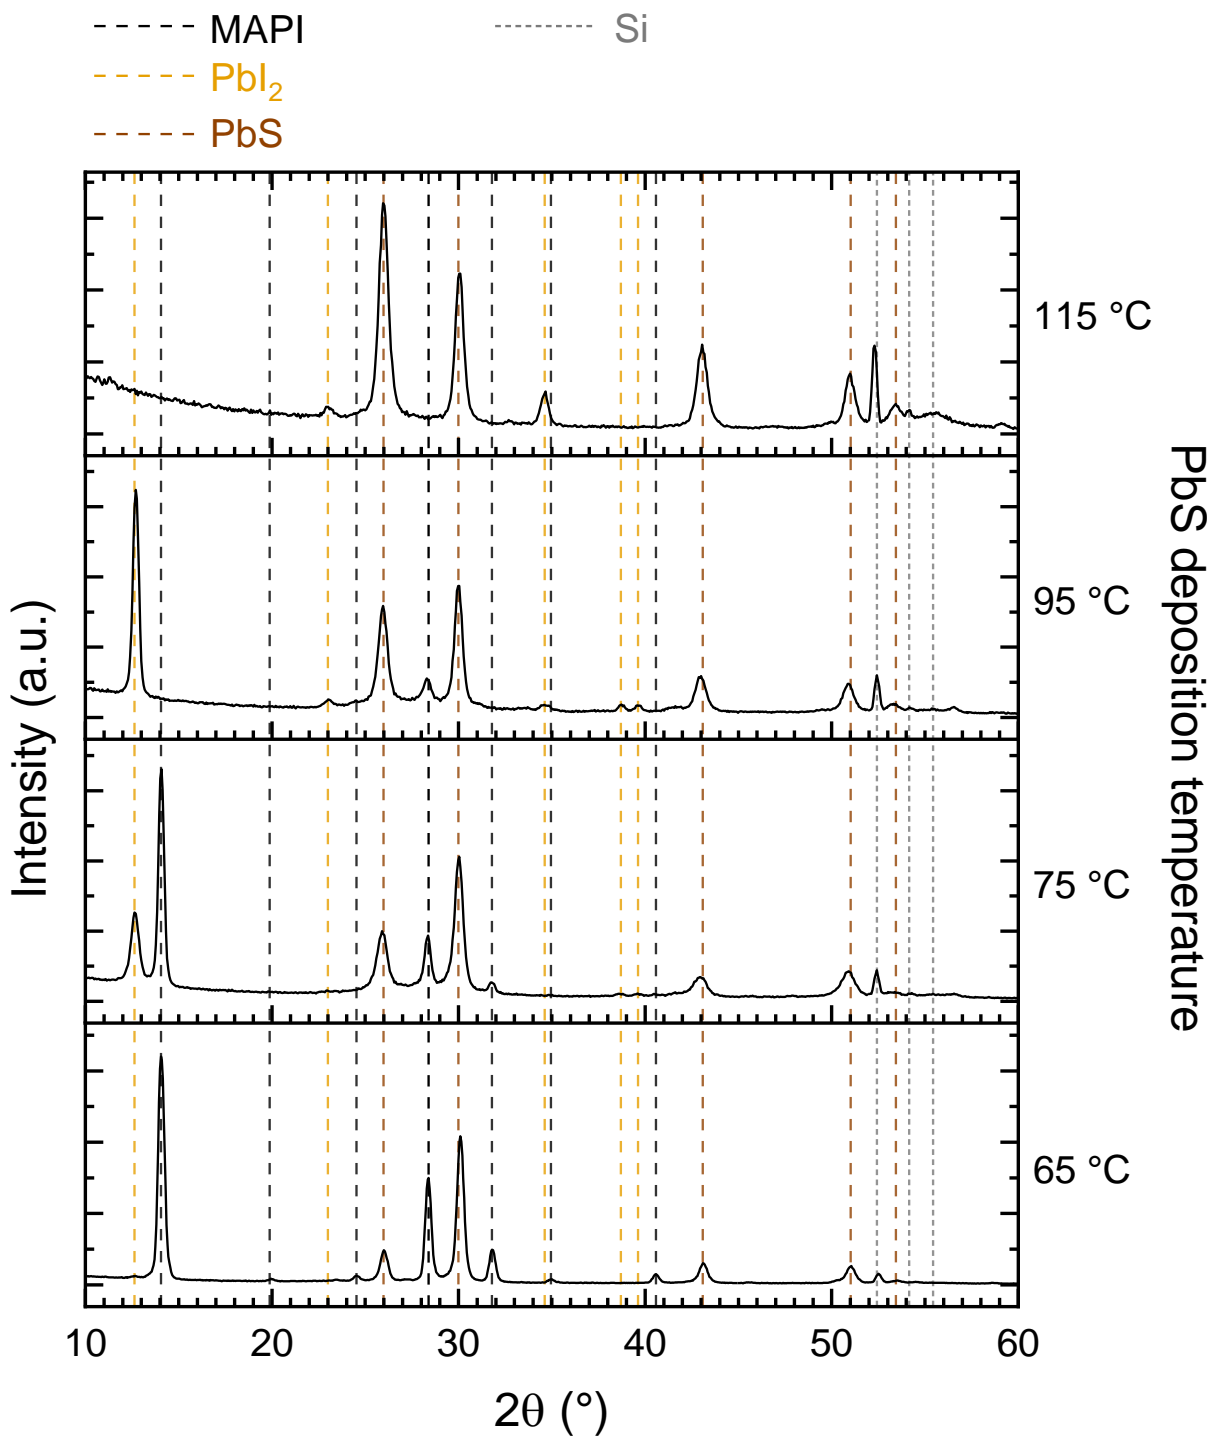 MAPI
Si
PbI₂
PbS
115 °C
95 °C
75 °C
65 °C
Intensity (a.u.)
PbS deposition temperature
10 20 30 40 50 60
2θ (°)